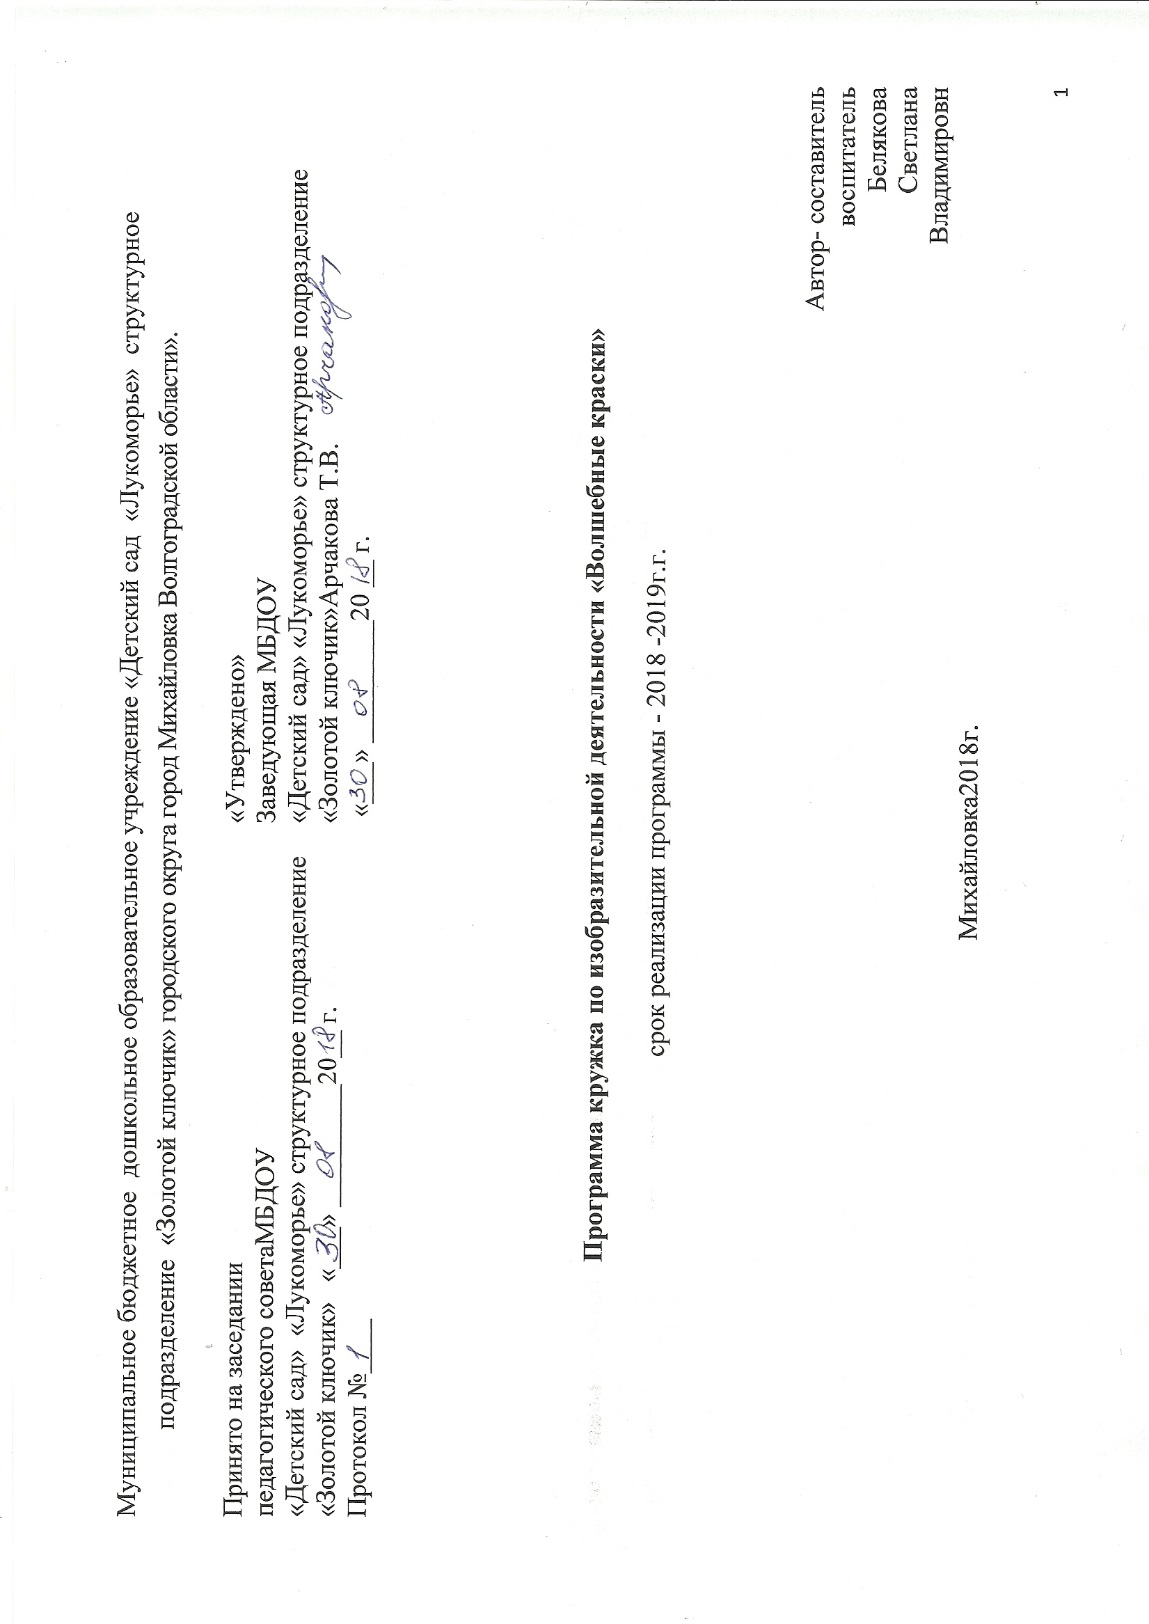 Муниципальное бюджетное дошкольное образовательное учреждение «Детский сад «Лукоморье» структурное
подразделение «Золотой ключик» городского округа город Михайловка Волгоградской области».
Принято на заседании
педагогического советаМБДОУ
«Детский сад» «Лукоморье» структурное подразделение
«Золотой ключик» «30» 08 2018 г.
Протокол № 1
«Утверждено»
Заведующая МБДОУ
«Детский сад» «Лукоморье» структурное подразделение
«Золотой ключик»Арчакова Т.В. Арчакова
«30» 08 2018 г.
Программа кружка по изобразительной деятельности «Волшебные краски»
срок реализации программы - 2018 -2019г.г.
Автор- составитель
воспитатель
Белякова
Светлана
Владимировн
Михайловка2018г.
1